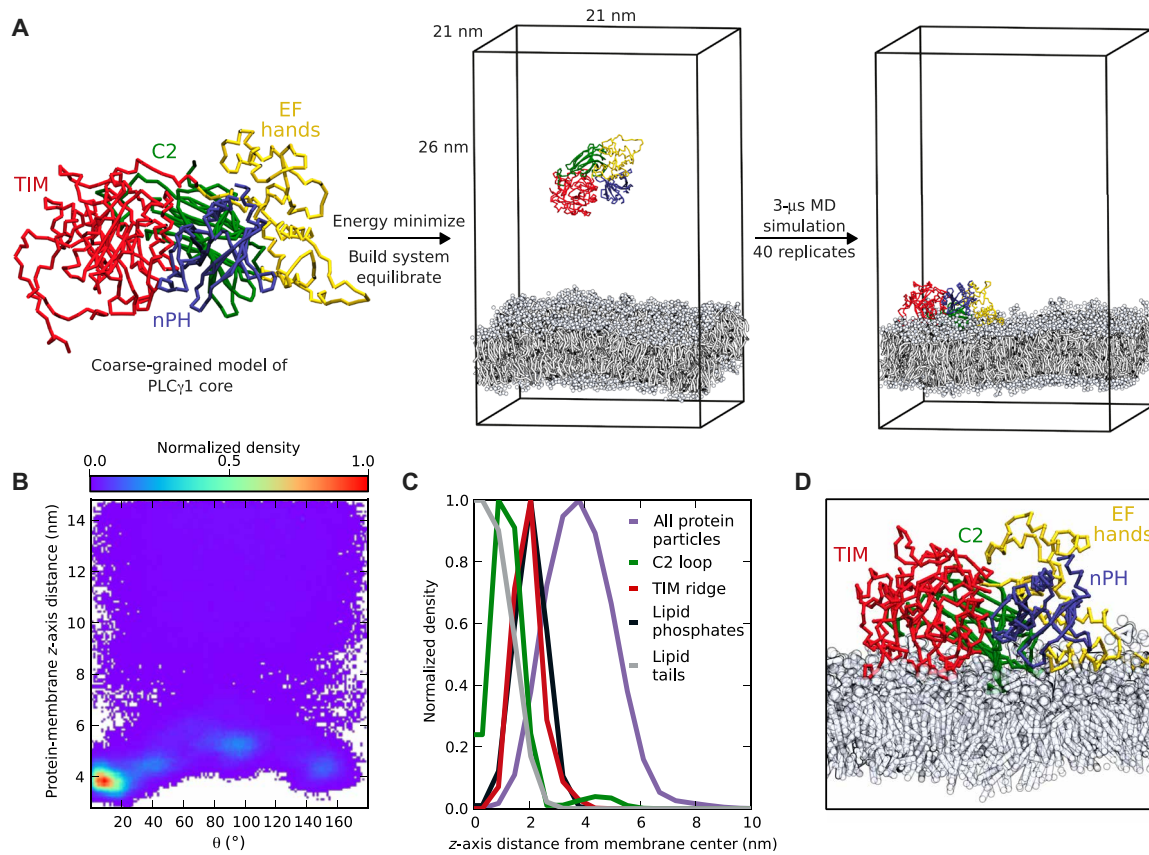 A
TIM
C2
EF
hands
nPH
Coarse-grained model of
PLCγ1 core
Energy minimize
Build system
equilibrate
21 nm
21 nm
26 nm
3-μs MD
simulation
40 replicates
B
Normalized density
0.0 0.5 1.0
Protein-membrane z-axis distance (nm)
14
12
10
8
6
4
20 40 60 80 100 120 140 160
θ (°)
C
Normalized density
1.0
0.8
0.6
0.4
0.2
0.0
0 2 4 6 8 10
z-axis distance from membrane center (nm)
All protein
particles
C2 loop
TIM ridge
Lipid
phosphates
Lipid
tails
D
TIM
C2
EF
hands
nPH